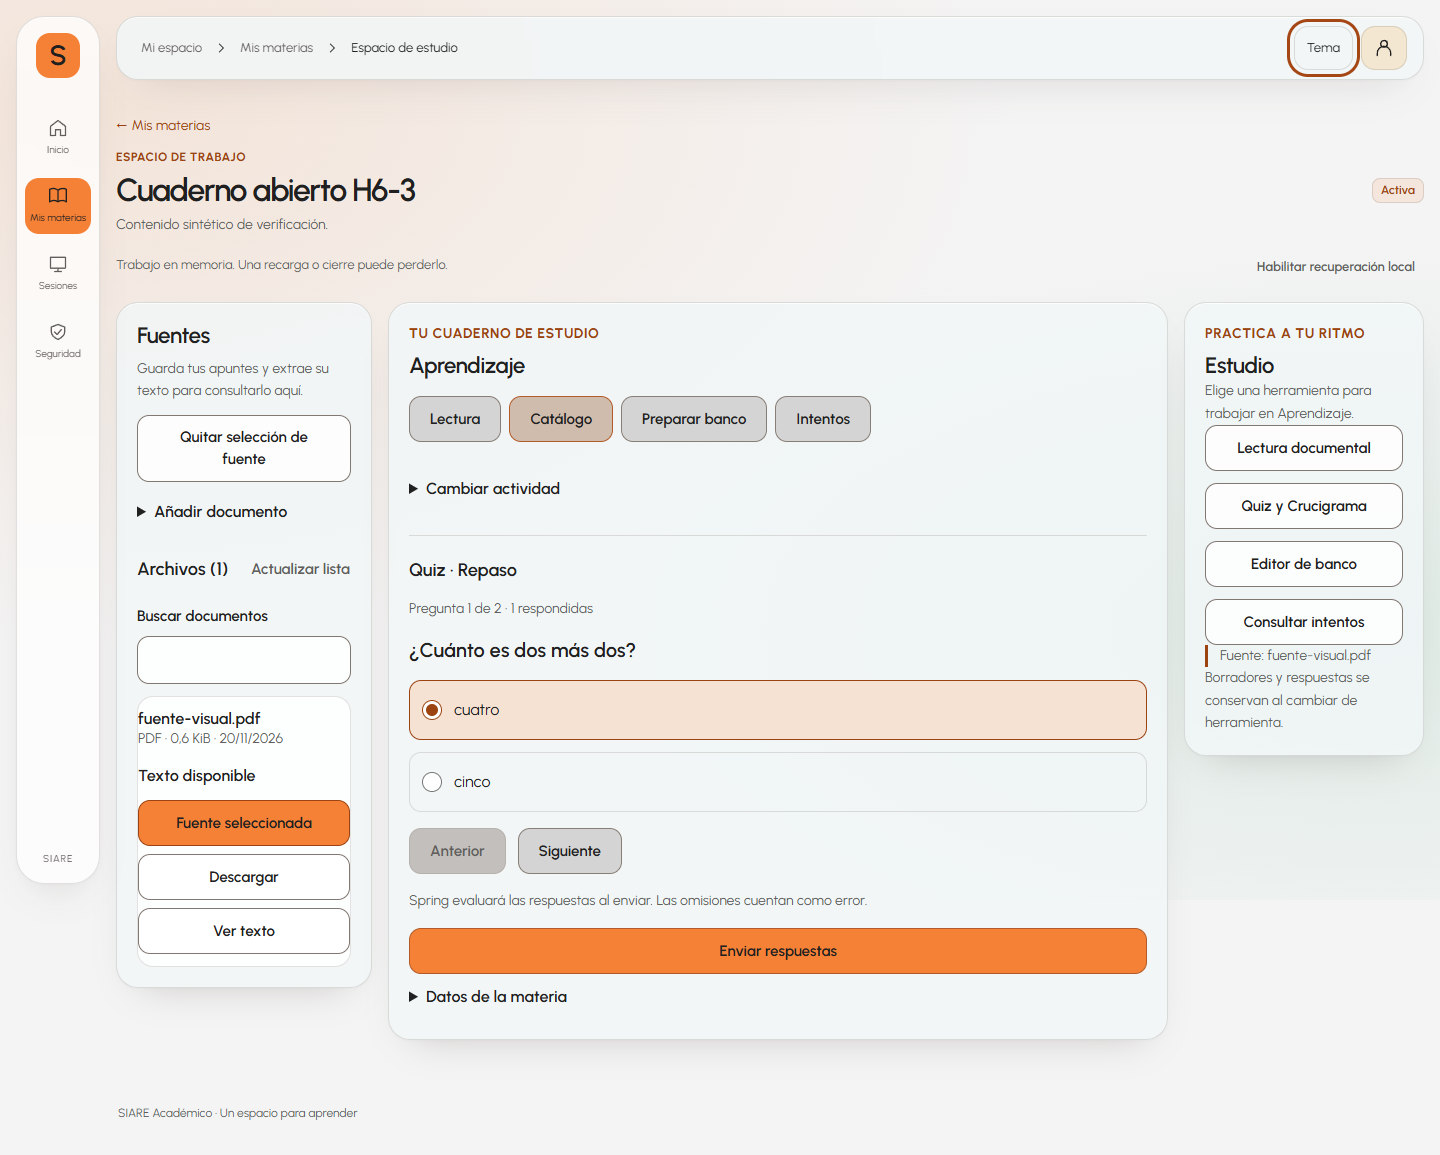 S
Inicio
Mis materias
Sesiones
Seguridad
SIARE
Mi espacio
Mis materias
Espacio de estudio
Tema
← Mis materias
ESPACIO DE TRABAJO
Cuaderno abierto H6-3
Activa
Contenido sintético de verificación.
Trabajo en memoria. Una recarga o cierre puede perderlo.
Habilitar recuperación local
Fuentes
Guarda tus apuntes y extrae su
texto para consultarlo aquí.
Quitar selección de
fuente
Añadir documento
Archivos (1)
Actualizar lista
Buscar documentos
fuente-visual.pdf
PDF · 0,6 KiB · 20/11/2026
Texto disponible
Fuente seleccionada
Descargar
Ver texto
TU CUADERNO DE ESTUDIO
Aprendizaje
Lectura
Catálogo
Preparar banco
Intentos
Cambiar actividad
Quiz · Repaso
Pregunta 1 de 2 · 1 respondidas
¿Cuánto es dos más dos?
cuatro
cinco
Anterior
Siguiente
Spring evaluará las respuestas al enviar. Las omisiones cuentan como error.
Enviar respuestas
Datos de la materia
PRACTICA A TU RITMO
Estudio
Elige una herramienta para
trabajar en Aprendizaje.
Lectura documental
Quiz y Crucigrama
Editor de banco
Consultar intentos
Fuente: fuente-visual.pdf
Borradores y respuestas se
conservan al cambiar de
herramienta.
SIARE Académico · Un espacio para aprender